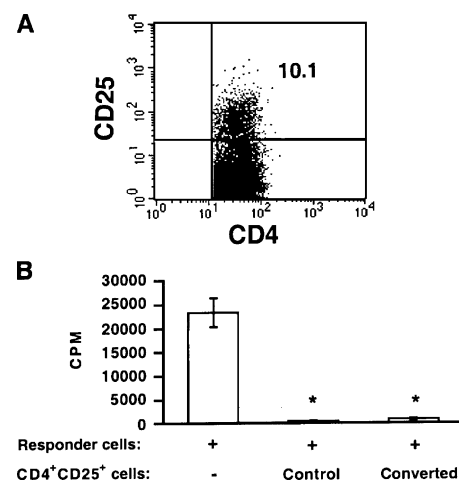 A
CD25
10⁴
10³
10²
10¹
10⁰
10.1
10⁰ 10¹ 10² 10³ 10⁴
CD4
B
CPM
30000
25000
20000
15000
10000
5000
0
* *
Responder cells: + + +
CD4⁺CD25⁺ cells: - Control Converted